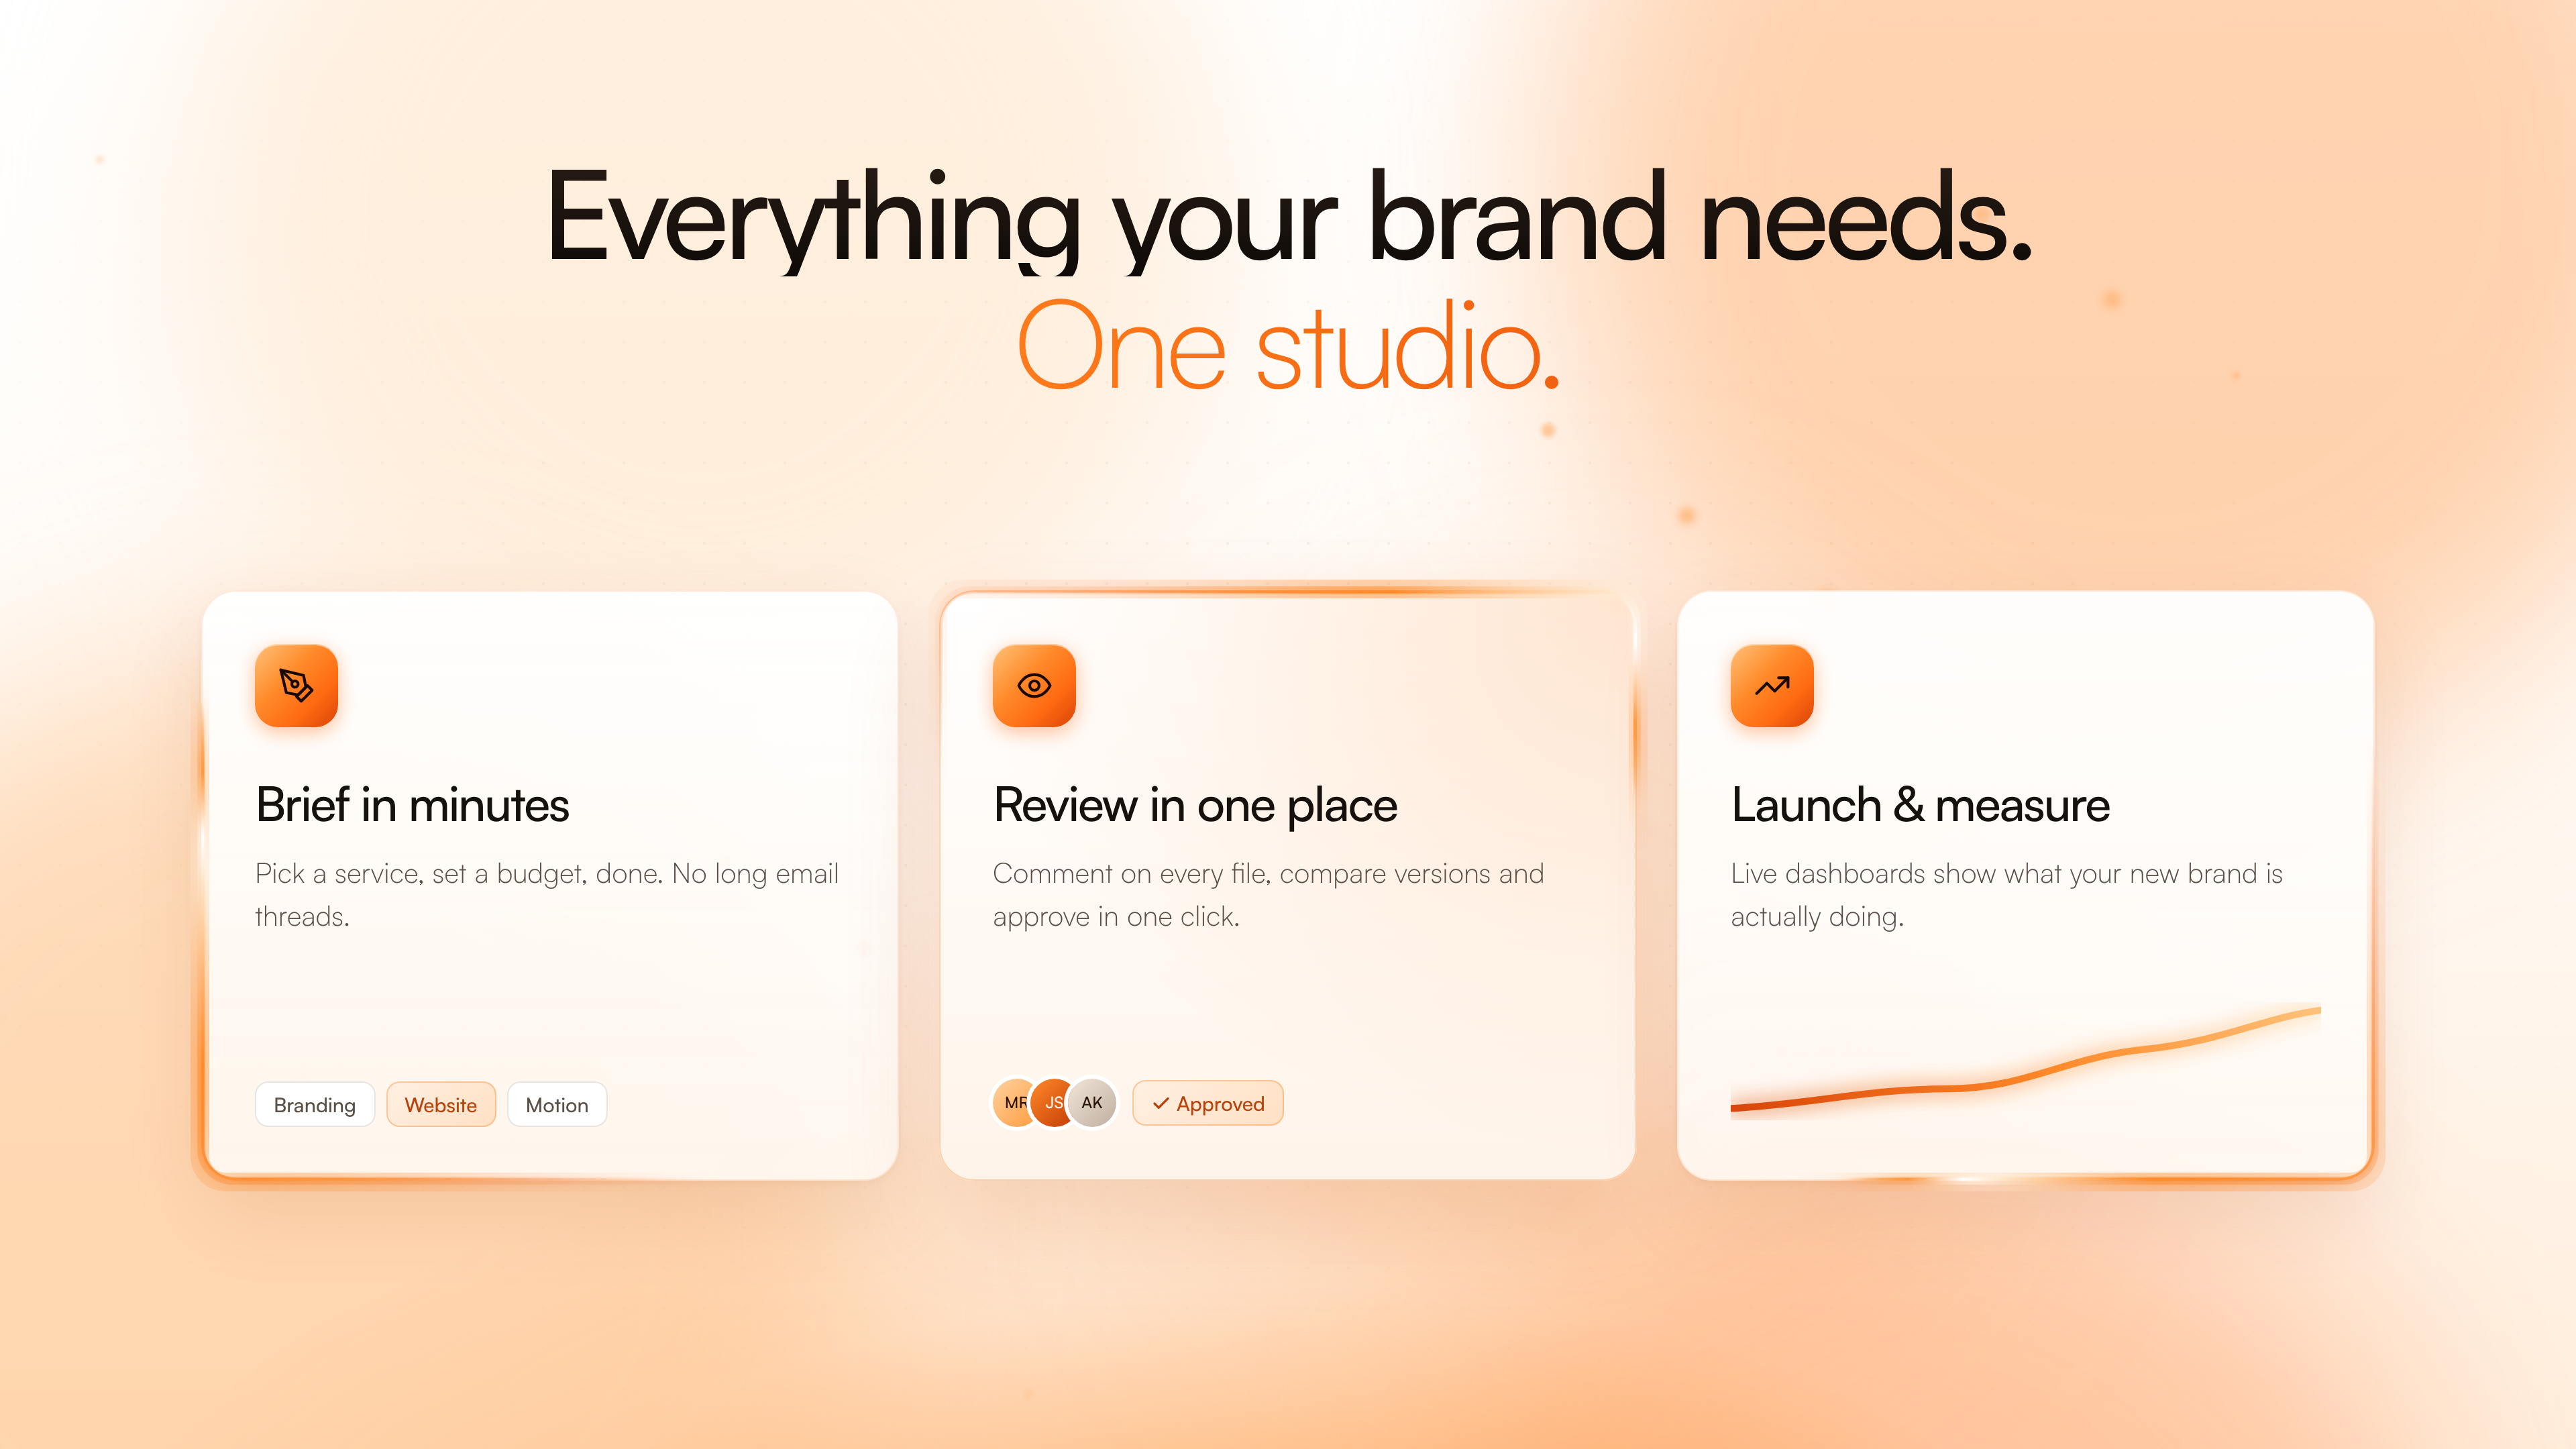 Everything your brand needs.
One studio.
Brief in minutes
Pick a service, set a budget, done. No long email
threads.
Branding Website Motion
Review in one place
Comment on every file, compare versions and
approve in one click.
MR JS AK Approved
Launch & measure
Live dashboards show what your new brand is
actually doing.